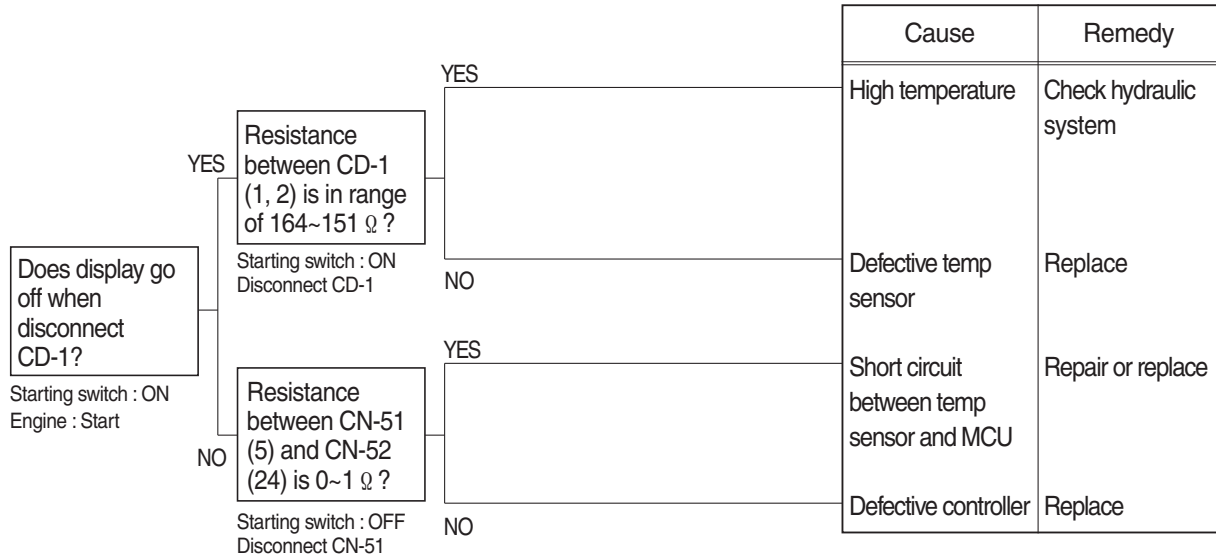 Cause Remedy
YES
High temperature Check hydraulic
system
Resistance
between CD-1
(1, 2) is in range
of 164~151 Ω ?
YES
Starting switch : ON
Disconnect CD-1
NO
Defective temp Replace
sensor
Does display go
off when
disconnect
CD-1?
Starting switch : ON
Engine : Start
YES
Short circuit Repair or replace
between temp
sensor and MCU
Resistance
between CN-51
(5) and CN-52
(24) is 0~1 Ω ?
NO
Starting switch : OFF
Disconnect CN-51
NO
Defective controller Replace